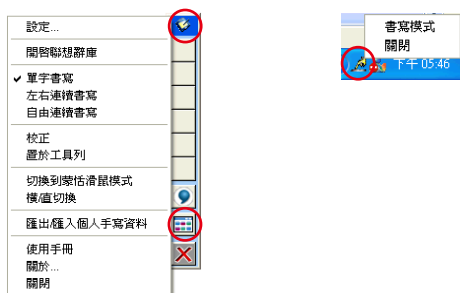 設定...
開啓聯想辭庫
單字書寫
左右連續書寫
自由連續書寫
校正
置於工具列
切換到蒙恬滑鼠模式
橫/直切換
匯出/匯入個人手寫資料
使用手冊
關於...
關閉
書寫模式
關閉
下午 05:46